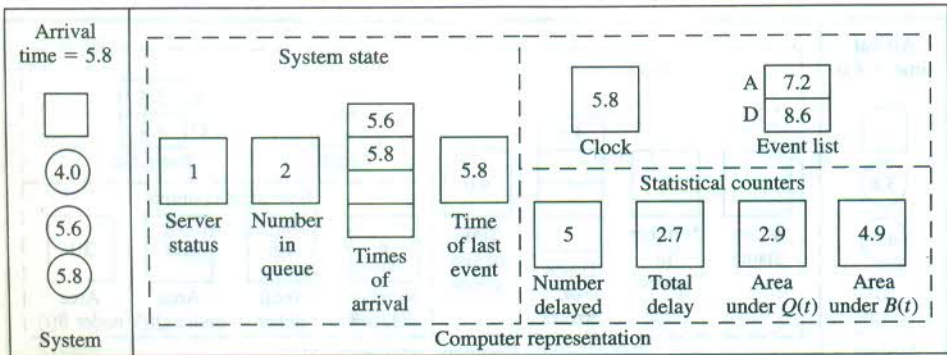 Arrival
time = 5.8
4.0
5.6
5.8
System
System state
1
Server
status
2
Number
in
queue
5.6
5.8
Times
of
arrival
5.8
Time
of last
event
5.8
Clock
A 7.2
D 8.6
Event list
Statistical counters
5
Number
delayed
2.7
Total
delay
2.9
Area
under Q(t)
4.9
Area
under B(t)
Computer representation